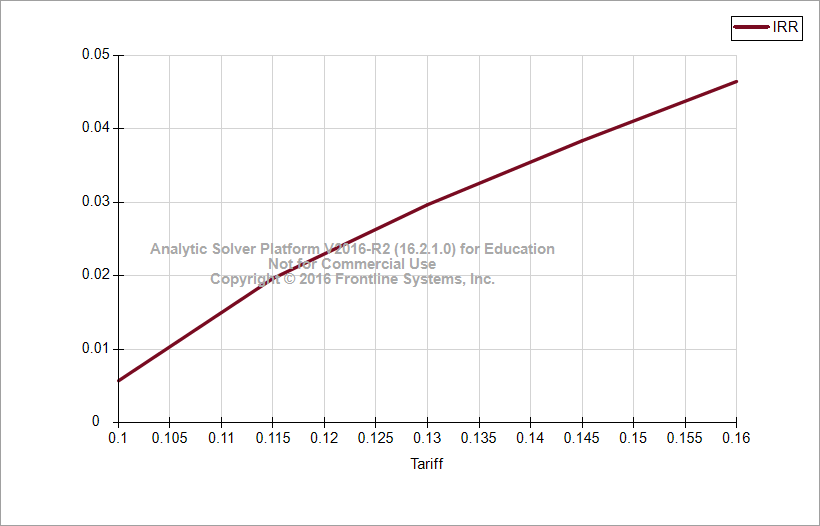 IRR
0.05
0.04
0.03
Analytic Solver Platform V2016-R2 (16.2.1.0) for Education
Not for Commercial Use
0.02
Copyright © 2016 Frontline Systems, Inc.
0.01
0
0.1 0.105 0.11 0.115 0.12 0.125 0.13 0.135 0.14 0.145 0.15 0.155 0.16
Tariff